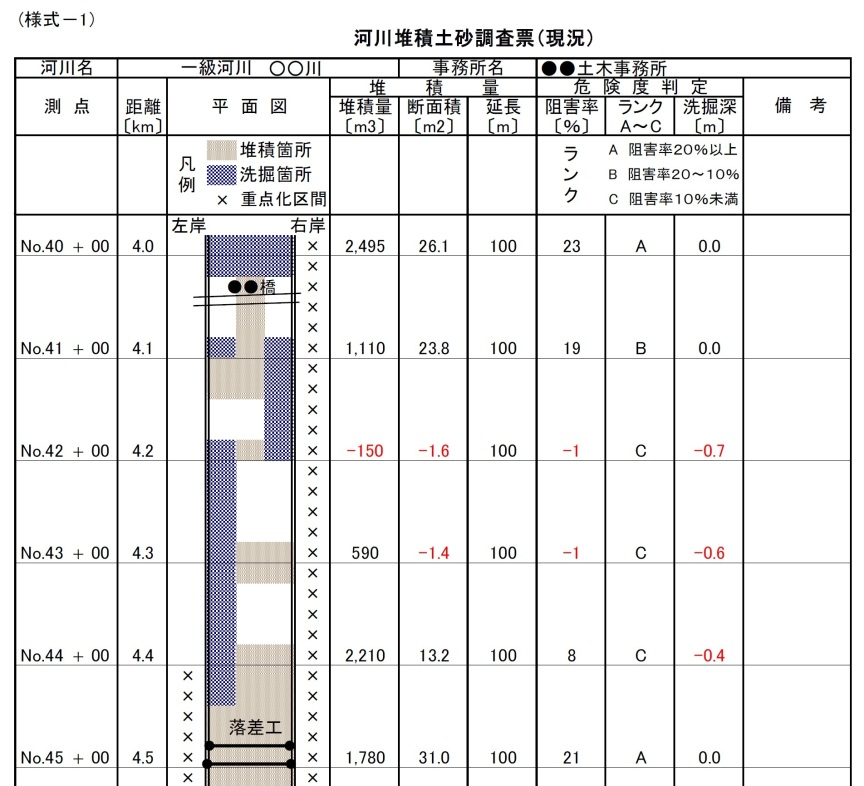 (様式－1)
河川堆積土砂調査票(現況)
河川名 一級河川 〇〇川 事務所名 ●●土木事務所
測点 距離 [km] 平面図 堆積量 危険度判定 備考
堆積量 [m3] 断面積 [m2] 延長 [m] 阻害率 [%] ランク A～C 洗掘深 [m]
凡例 堆積箇所 ランク A 阻害率20%以上
洗掘箇所 B 阻害率20～10%
× 重点化区間 C 阻害率10%未満
左岸 右岸
No.40 + 00 4.0 × 2,495 26.1 100 23 A 0.0
×
●●橋 ×
×
×
No.41 + 00 4.1 × 1,110 23.8 100 19 B 0.0
×
×
×
×
No.42 + 00 4.2 × -150 -1.6 100 -1 C -0.7
×
×
×
×
No.43 + 00 4.3 × 590 -1.4 100 -1 C -0.6
×
×
×
×
No.44 + 00 4.4 × 2,210 13.2 100 8 C -0.4
× ×
× ×
× 落差工 ×
× ×
No.45 + 00 4.5 × × 1,780 31.0 100 21 A 0.0
× ×